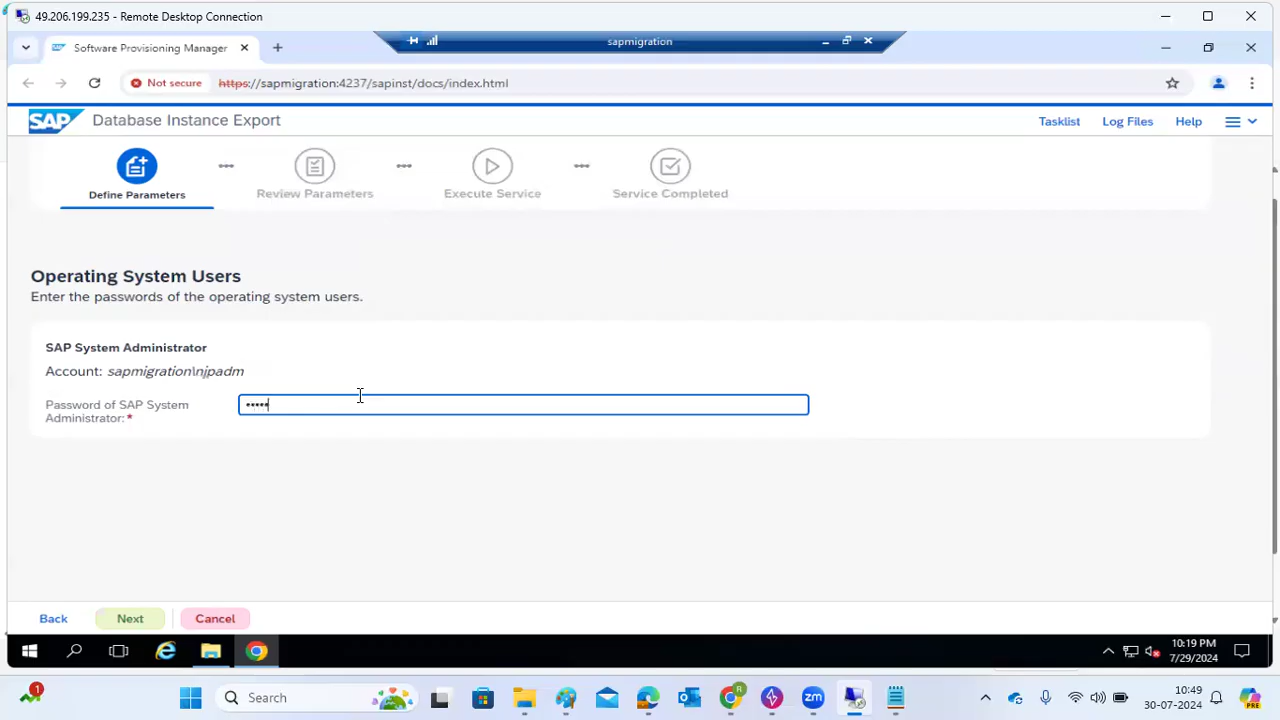 49.206.199.235 - Remote Desktop Connection
Software Provisioning Manager
sapmigration
Not secure https://sapmigration:4237/sapinst/docs/index.html
SAP Database Instance Export
Tasklist Log Files Help
Define Parameters Review Parameters Execute Service Service Completed
Operating System Users
Enter the passwords of the operating system users.
SAP System Administrator
Account: sapmigration\njpadm
Password of SAP System
Administrator:*
•••••
Back Next Cancel
10:19 PM
7/29/2024
1
Search
R
zm
10:49
30-07-2024
PRE